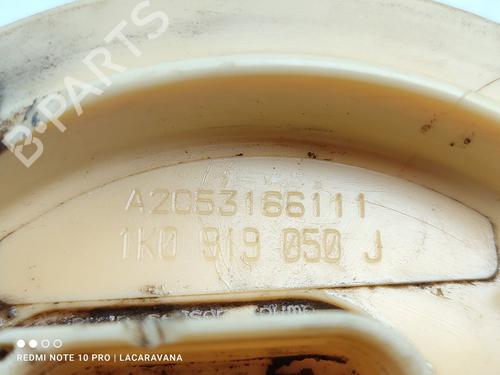 B-PARTS
A2C53166111
1K0 919 050 J
REDMI NOTE 10 PRO | LACARAVANA